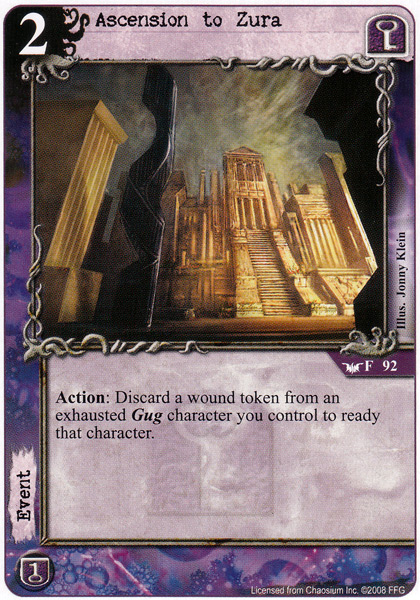 2
Ascension to Zura
Illus. Jonny Klein
F 92
Action: Discard a wound token from an
exhausted Gug character you control to ready
that character.
Event
Licensed from Chaosium Inc. ©2008 FFG